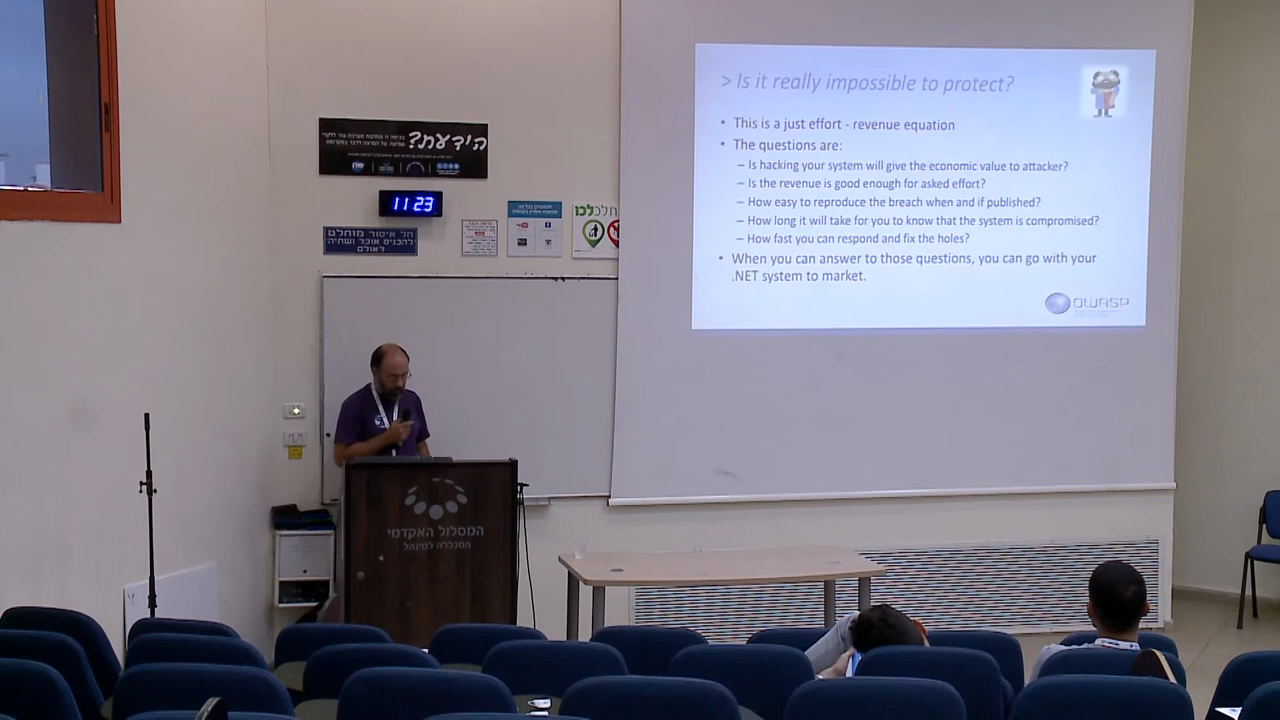 > Is it really impossible to protect?
• This is a just effort - revenue equation
• The questions are:
– Is hacking your system will give the economic value to attacker?
– Is the revenue is good enough for asked effort?
– How easy to reproduce the breach when and if published?
– How long it will take for you to know that the system is compromised?
– How fast you can respond and fix the holes?
• When you can answer to those questions, you can go with your
.NET system to market.
OWASP
הידעת?
11 23
חל איסור מוחלט
להכניס אוכל ושתיה
לאולם
המסלול האקדמי
המכללה למינהל